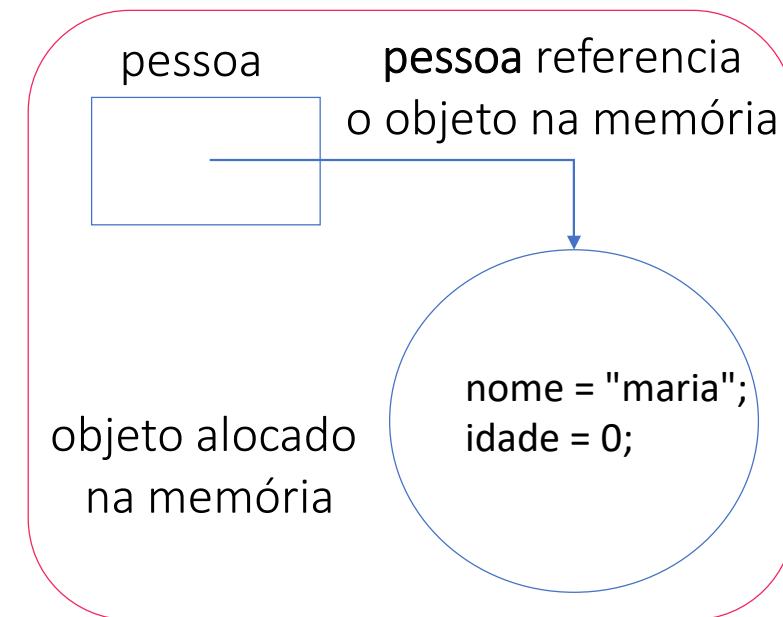 pessoa
pessoa referencia
o objeto na memória
nome = "maria";
idade = 0;
objeto alocado
na memória